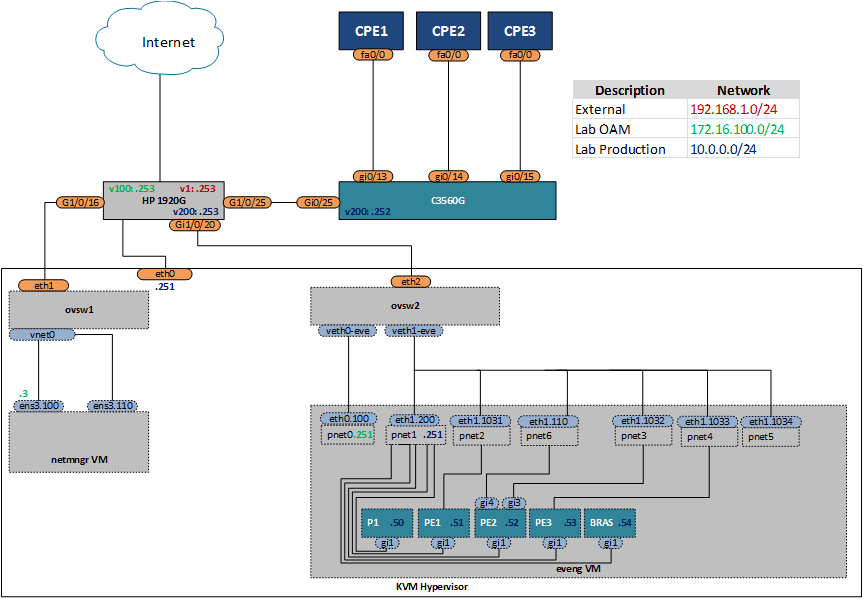 Internet
CPE1
CPE2
CPE3
fa0/0
fa0/0
fa0/0
Description Network
External 192.168.1.0/24
Lab OAM 172.16.100.0/24
Lab Production 10.0.0.0/24
gi0/13
gi0/14
gi0/15
v100: .253
v1: .253
HP 1920G
v200: .253
G1/0/16
G1/0/25
Gi0/25
C3560G
v200: .252
Gi1/0/20
eth0
.251
eth1
eth2
ovsw1
ovsw2
vnet0
veth0-eve
veth1-eve
.3
ens3.100
ens3.110
netmngr VM
eth0.100
eth1.200
eth1.1031
eth1.110
eth1.1032
eth1.1033
eth1.1034
pnet0 .251
pnet1 .251
pnet2
pnet6
pnet3
pnet4
pnet5
gi4
gi3
P1 .50
PE1 .51
PE2 .52
PE3 .53
BRAS .54
gi1
gi1
gi1
gi1
gi1
eveng VM
KVM Hypervisor